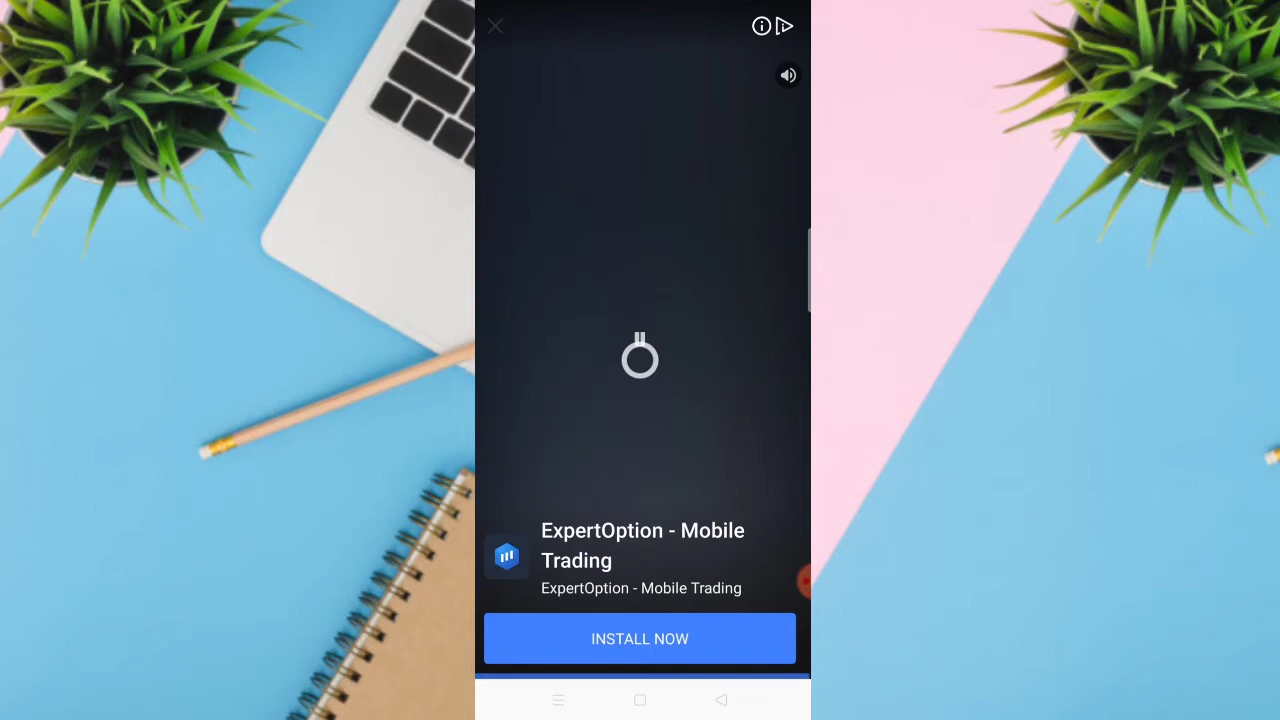 ExpertOption - Mobile
Trading
ExpertOption - Mobile Trading
INSTALL NOW